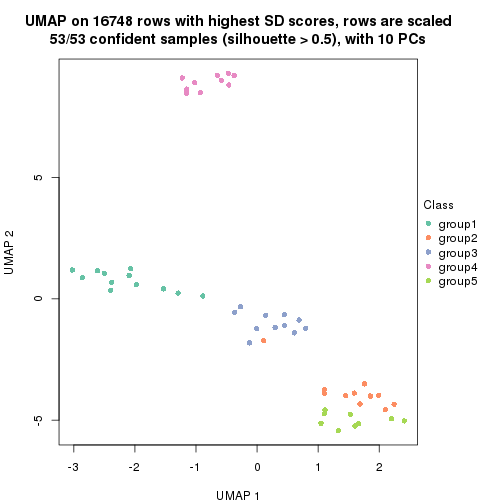 UMAP on 16748 rows with highest SD scores, rows are scaled
53/53 confident samples (silhouette > 0.5), with 10 PCs
UMAP 2
5
0
-5
-3
-2
-1
0
1
2
UMAP 1
Class
group1
group2
group3
group4
group5